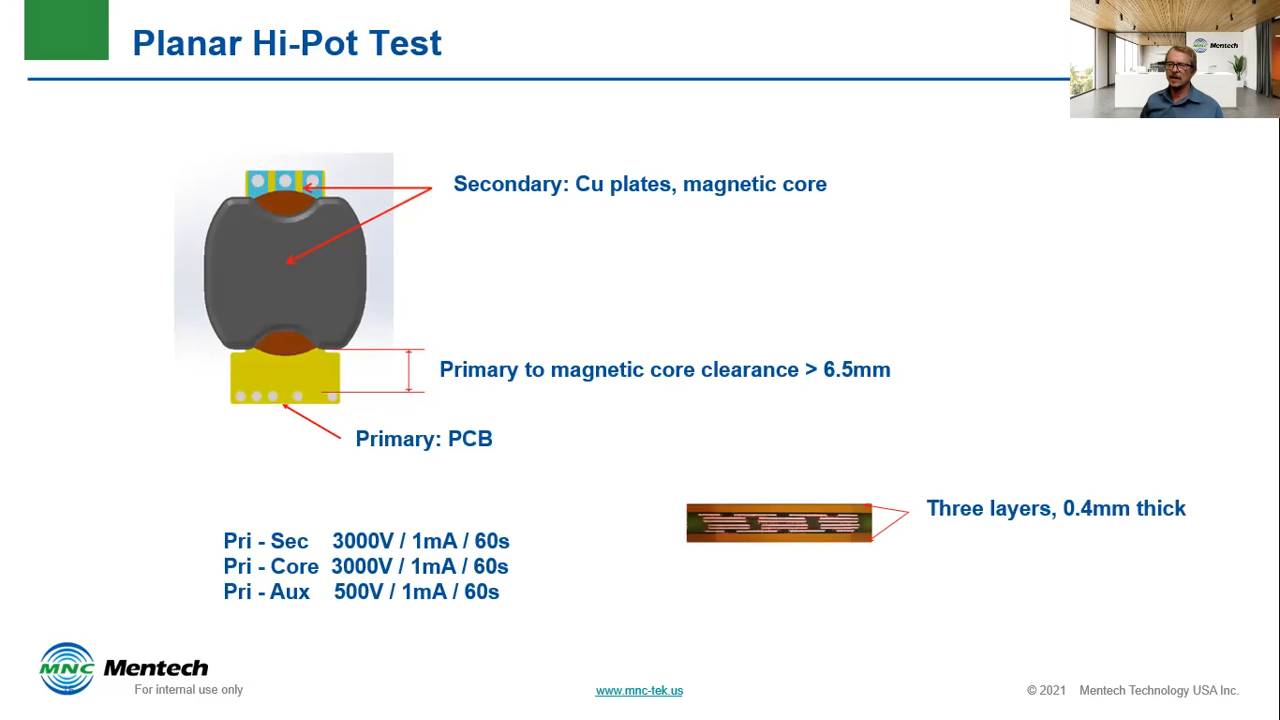 Planar Hi-Pot Test
Mentech
Secondary: Cu plates, magnetic core
Primary to magnetic core clearance > 6.5mm
Primary: PCB
Three layers, 0.4mm thick
Pri - Sec 3000V / 1mA / 60s
Pri - Core 3000V / 1mA / 60s
Pri - Aux 500V / 1mA / 60s
MNC Mentech
For internal use only
www.mnc-tek.us
© 2021 Mentech Technology USA Inc.